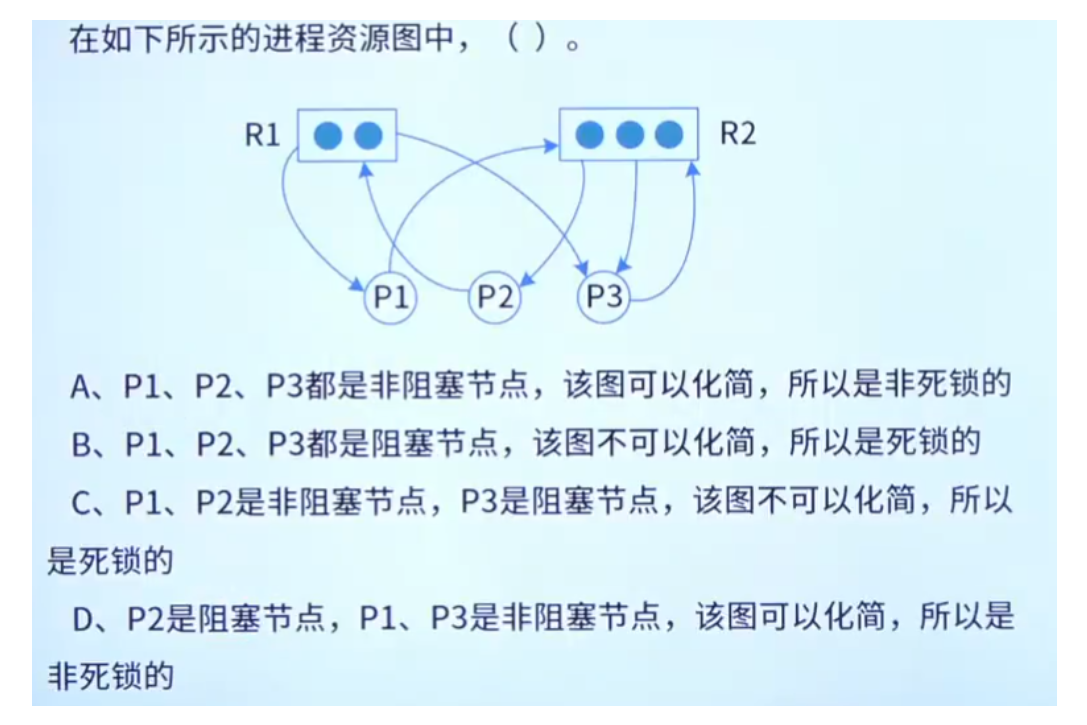 在如下所示的进程资源图中，（ ）。
R1 R2
P1 P2 P3
A、P1、P2、P3都是非阻塞节点，该图可以化简，所以是非死锁的
B、P1、P2、P3都是阻塞节点，该图不可以化简，所以是死锁的
C、P1、P2是非阻塞节点，P3是阻塞节点，该图不可以化简，所以
是死锁的
D、P2是阻塞节点，P1、P3是非阻塞节点，该图可以化简，所以是
非死锁的